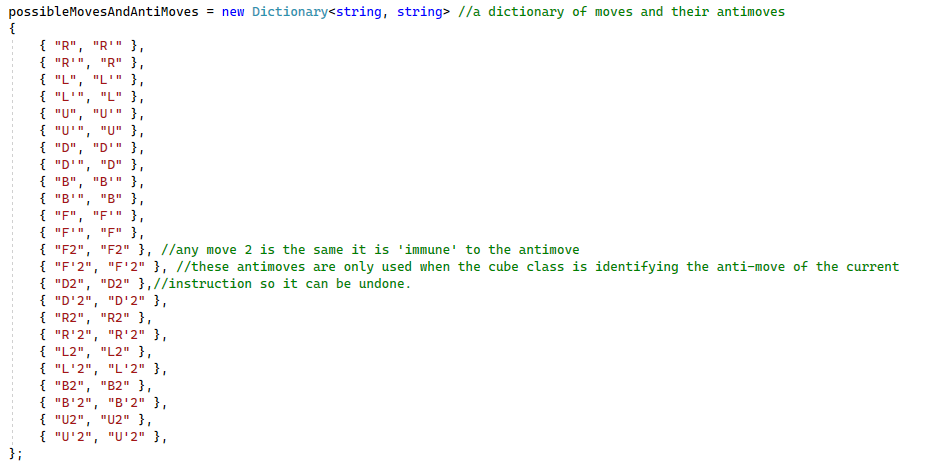 possibleMovesAndAntiMoves = new Dictionary<string, string> //a dictionary of moves and their antimoves
{
    { "R", "R'" },
    { "R'", "R" },
    { "L", "L'" },
    { "L'", "L" },
    { "U", "U'" },
    { "U'", "U" },
    { "D", "D'" },
    { "D'", "D" },
    { "B", "B'" },
    { "B'", "B" },
    { "F", "F'" },
    { "F'", "F" },
    { "F2", "F2" }, //any move 2 is the same it is 'immune' to the antimove
    { "F'2", "F'2" }, //these antimoves are only used when the cube class is identifying the anti-move of the current
    { "D2", "D2" },//instruction so it can be undone.
    { "D'2", "D'2" },
    { "R2", "R2" },
    { "R'2", "R'2" },
    { "L2", "L2" },
    { "L'2", "L'2" },
    { "B2", "B2" },
    { "B'2", "B'2" },
    { "U2", "U2" },
    { "U'2", "U'2" },
};